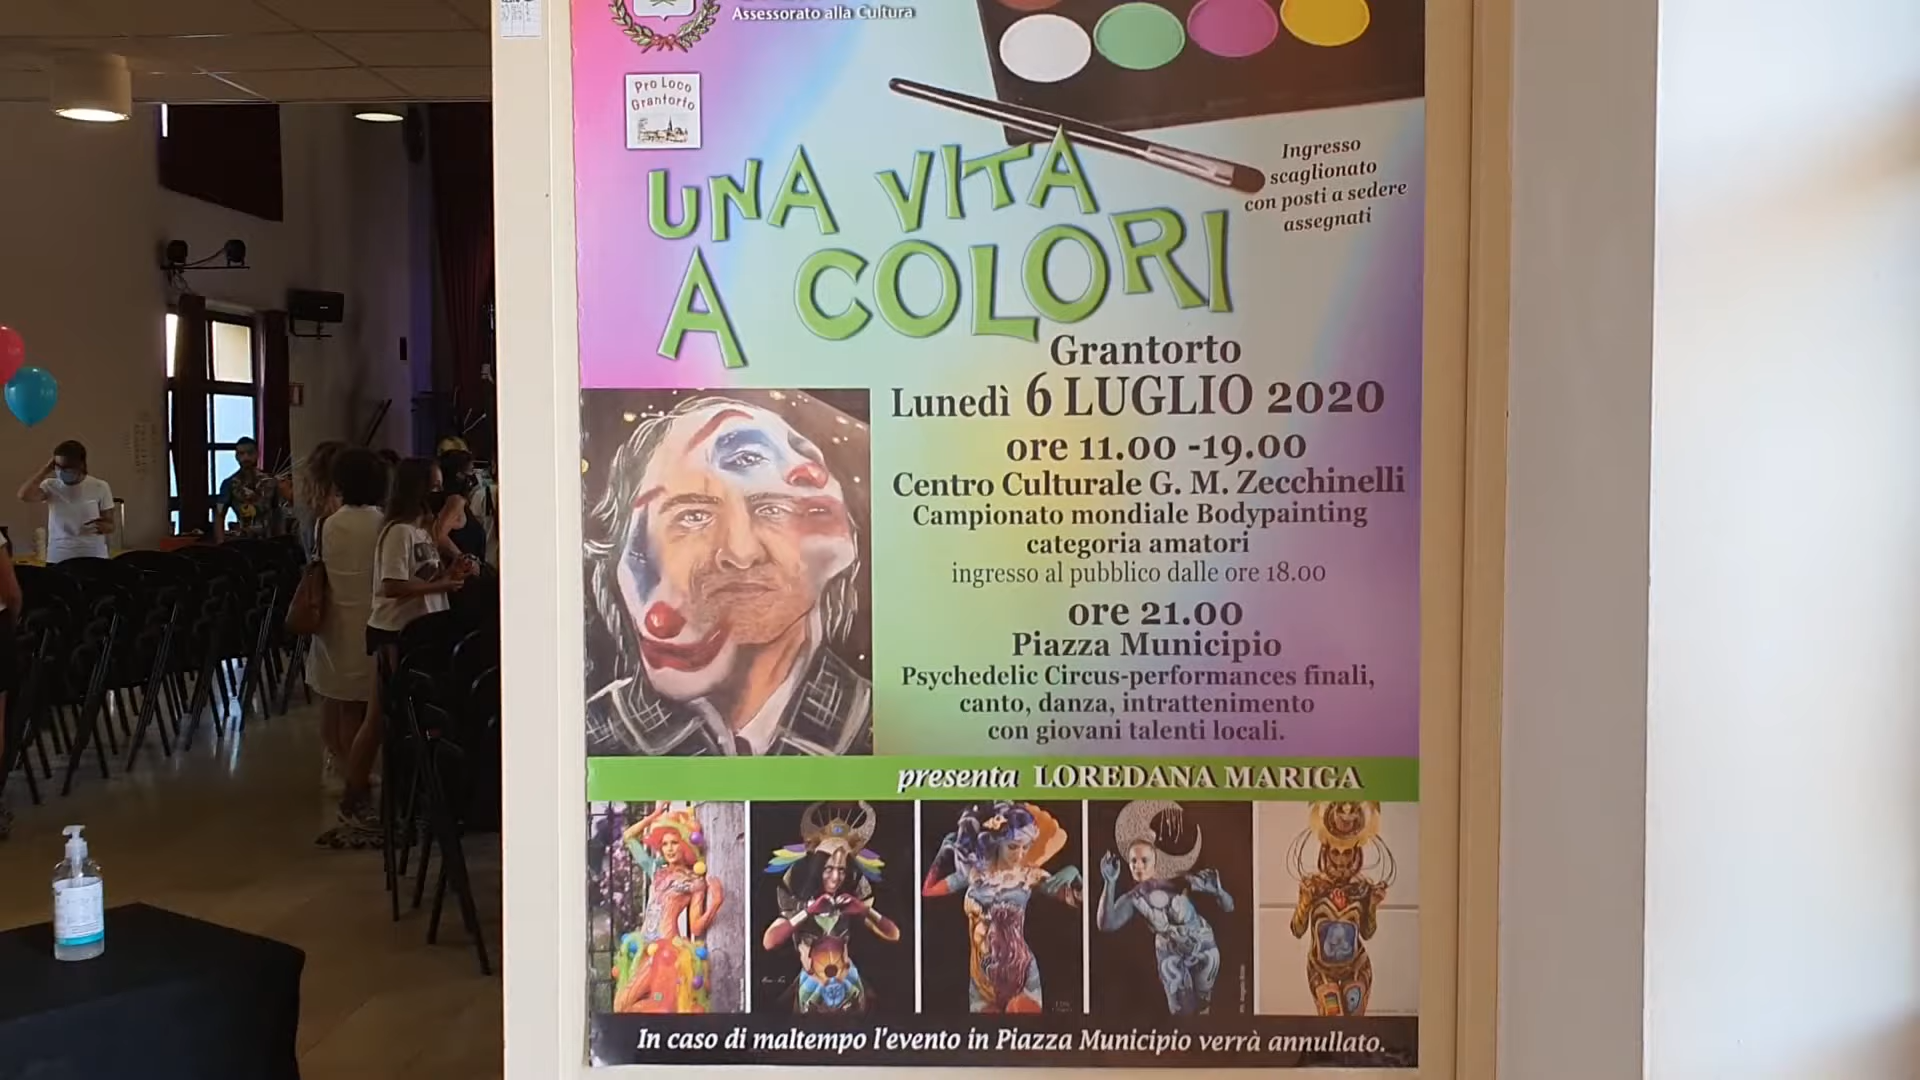 Assessorato alla Cultura
Pro Loco
Grantorto
UNA VITA
A COLORI
Ingresso
scaglionato
con posti a sedere
assegnati
Grantorto
Lunedì 6 LUGLIO 2020
ore 11.00 -19.00
Centro Culturale G. M. Zecchinelli
Campionato mondiale Bodypainting
categoria amatori
ingresso al pubblico dalle ore 18.00
ore 21.00
Piazza Municipio
Psychedelic Circus-performances finali,
canto, danza, intrattenimento
con giovani talenti locali.
presenta LOREDANA MARIGA
In caso di maltempo l'evento in Piazza Municipio verrà annullato.